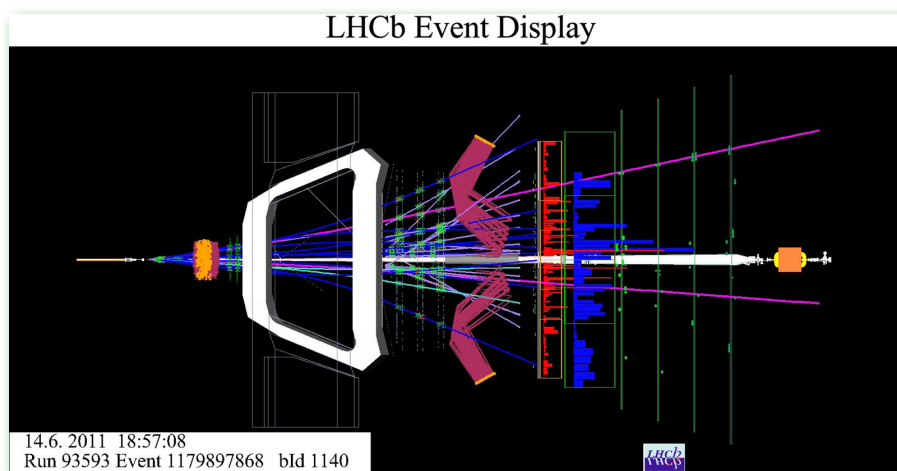 LHCb Event Display
14.6. 2011 18:57:08
Run 93593 Event 1179897868 bId 1140
LHCb